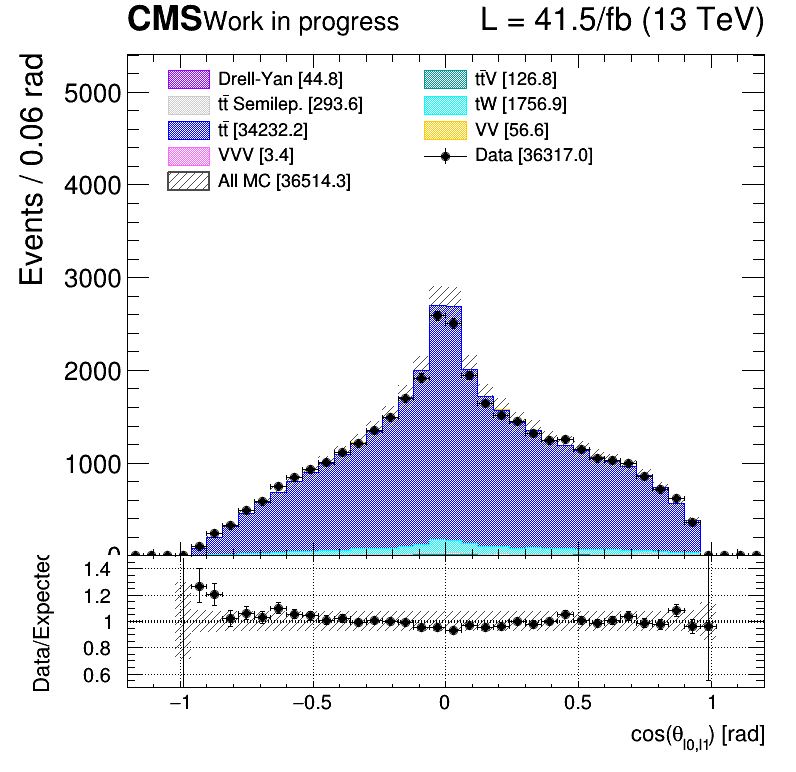 CMS Work in progress L = 41.5/fb (13 TeV)
Events / 0.06 rad
Drell-Yan [44.8]
tt̄ Semilep. [293.6]
tt̄ [34232.2]
VVV [3.4]
All MC [36514.3]
tt̄V [126.8]
tW [1756.9]
VV [56.6]
Data [36317.0]
5000
4000
3000
2000
1000
0
Data/Expected
1.4
1.2
1
0.8
0.6
−1 −0.5 0 0.5 1
cos(θ_l0,l1) [rad]